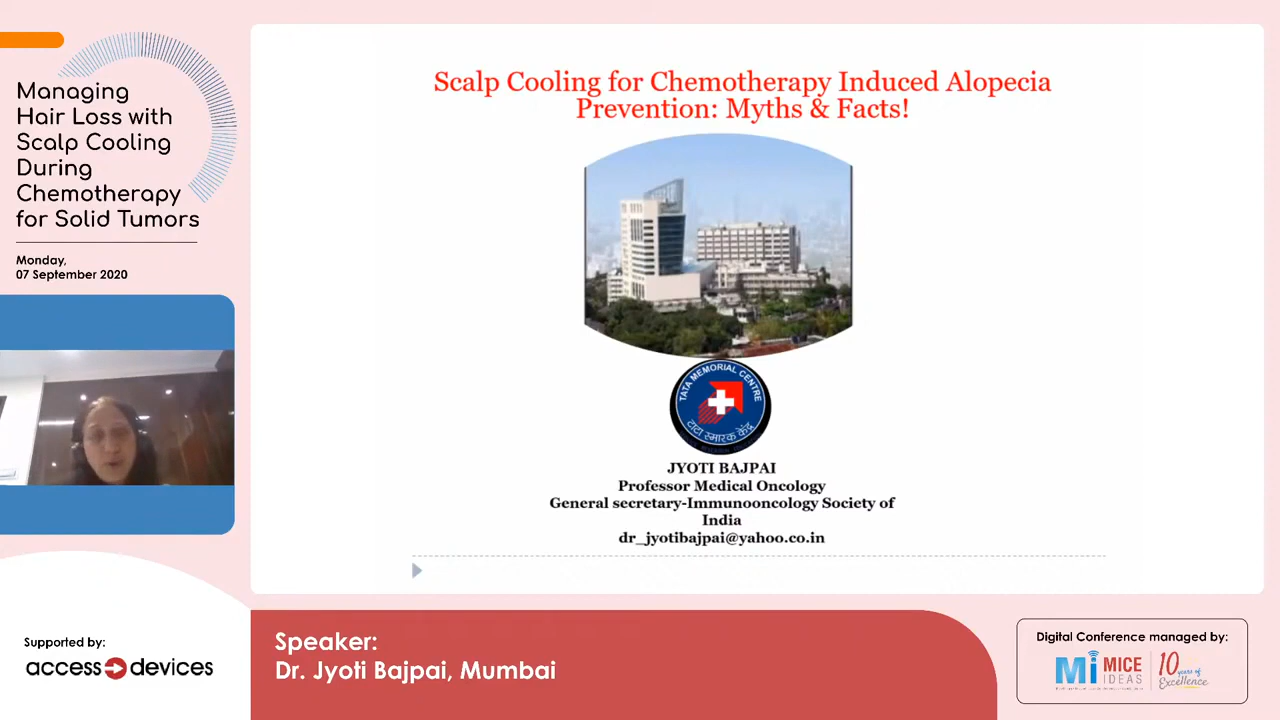 Managing
Hair Loss with
Scalp Cooling
During
Chemotherapy
for Solid Tumors
Monday,
07 September 2020
Scalp Cooling for Chemotherapy Induced Alopecia
Prevention: Myths & Facts!
TATA MEMORIAL CENTRE
टाटा स्मारक केंद्र
JYOTI BAJPAI
Professor Medical Oncology
General secretary-Immunooncology Society of
India
dr_jyotibajpai@yahoo.co.in
Supported by:
access devices
Speaker:
Dr. Jyoti Bajpai, Mumbai
Digital Conference managed by:
Mi MICE
IDEAS
10 years of
Excellence